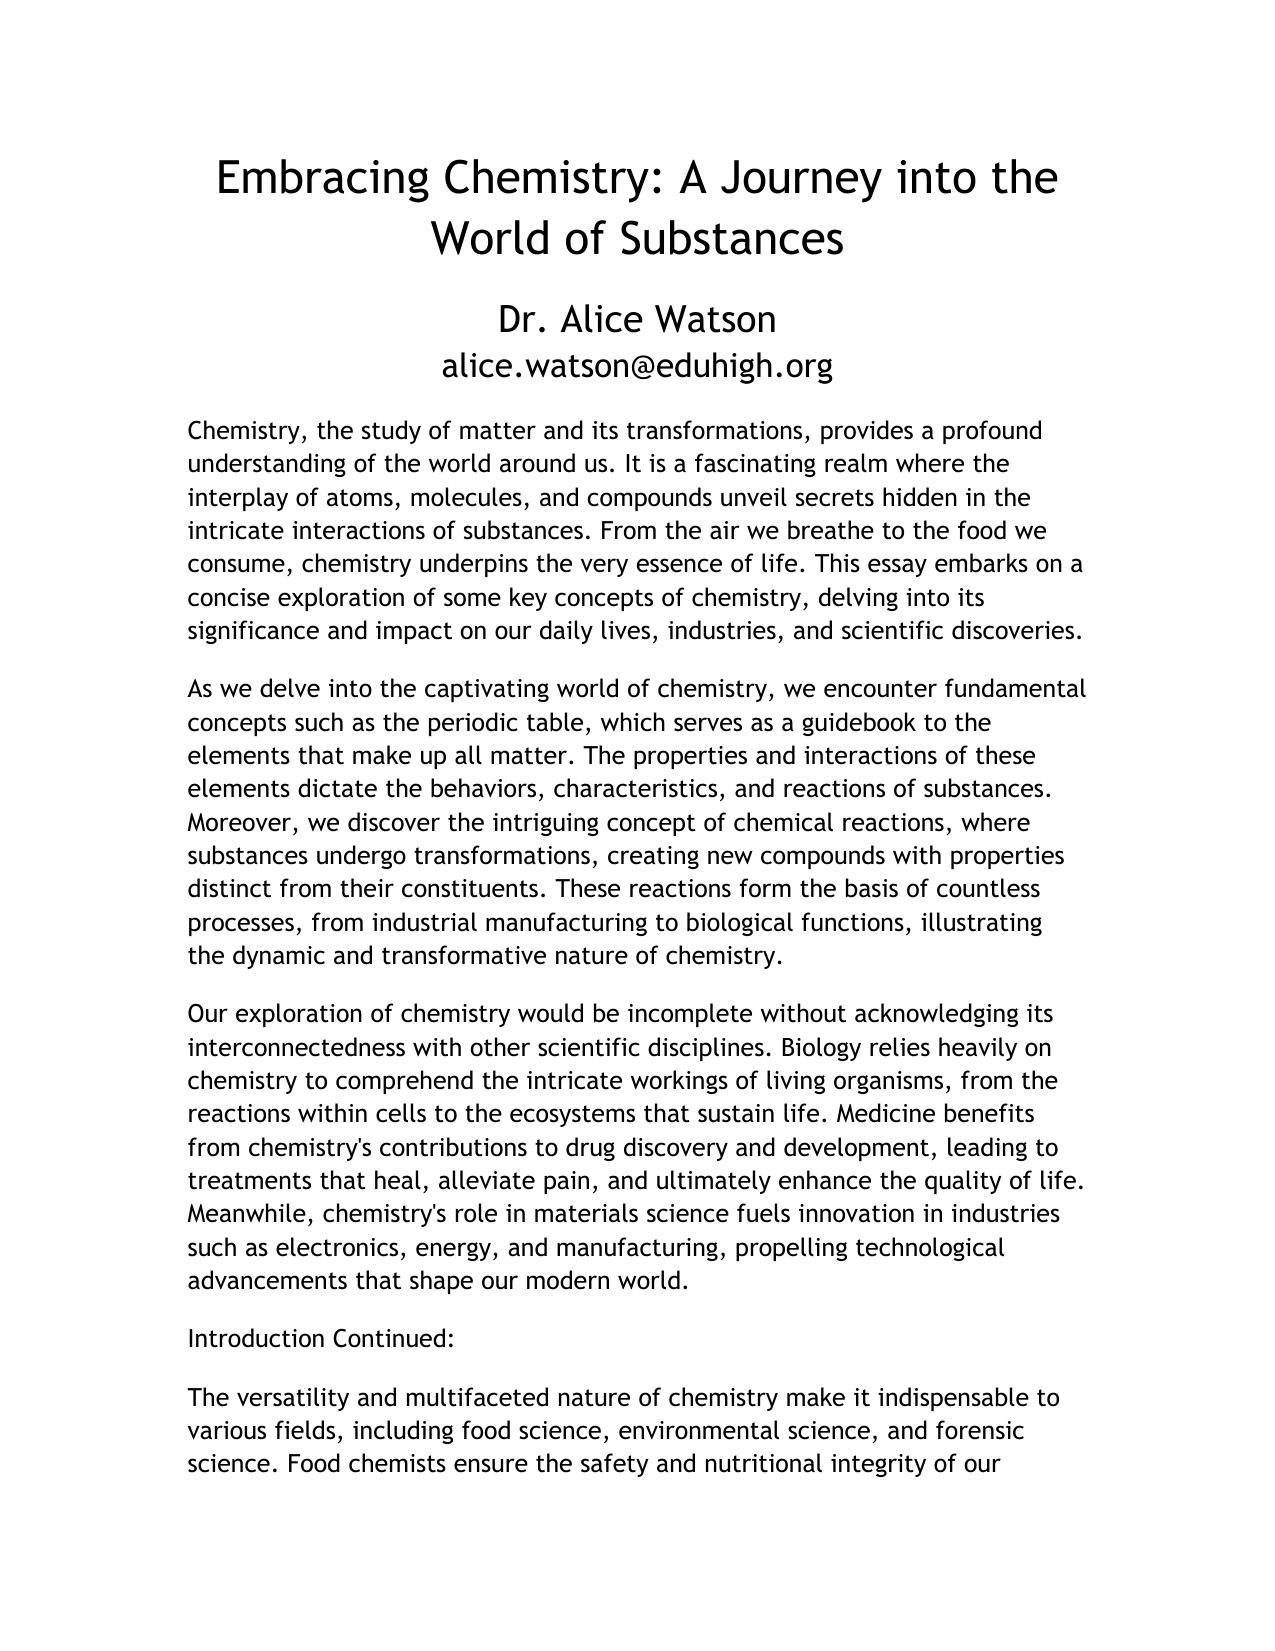 Embracing Chemistry: A Journey into the
World of Substances
Dr. Alice Watson
alice.watson@eduhigh.org
Chemistry, the study of matter and its transformations, provides a profound
understanding of the world around us. It is a fascinating realm where the
interplay of atoms, molecules, and compounds unveil secrets hidden in the
intricate interactions of substances. From the air we breathe to the food we
consume, chemistry underpins the very essence of life. This essay embarks on a
concise exploration of some key concepts of chemistry, delving into its
significance and impact on our daily lives, industries, and scientific discoveries.
As we delve into the captivating world of chemistry, we encounter fundamental
concepts such as the periodic table, which serves as a guidebook to the
elements that make up all matter. The properties and interactions of these
elements dictate the behaviors, characteristics, and reactions of substances.
Moreover, we discover the intriguing concept of chemical reactions, where
substances undergo transformations, creating new compounds with properties
distinct from their constituents. These reactions form the basis of countless
processes, from industrial manufacturing to biological functions, illustrating
the dynamic and transformative nature of chemistry.
Our exploration of chemistry would be incomplete without acknowledging its
interconnectedness with other scientific disciplines. Biology relies heavily on
chemistry to comprehend the intricate workings of living organisms, from the
reactions within cells to the ecosystems that sustain life. Medicine benefits
from chemistry's contributions to drug discovery and development, leading to
treatments that heal, alleviate pain, and ultimately enhance the quality of life.
Meanwhile, chemistry's role in materials science fuels innovation in industries
such as electronics, energy, and manufacturing, propelling technological
advancements that shape our modern world.
Introduction Continued:
The versatility and multifaceted nature of chemistry make it indispensable to
various fields, including food science, environmental science, and forensic
science. Food chemists ensure the safety and nutritional integrity of our